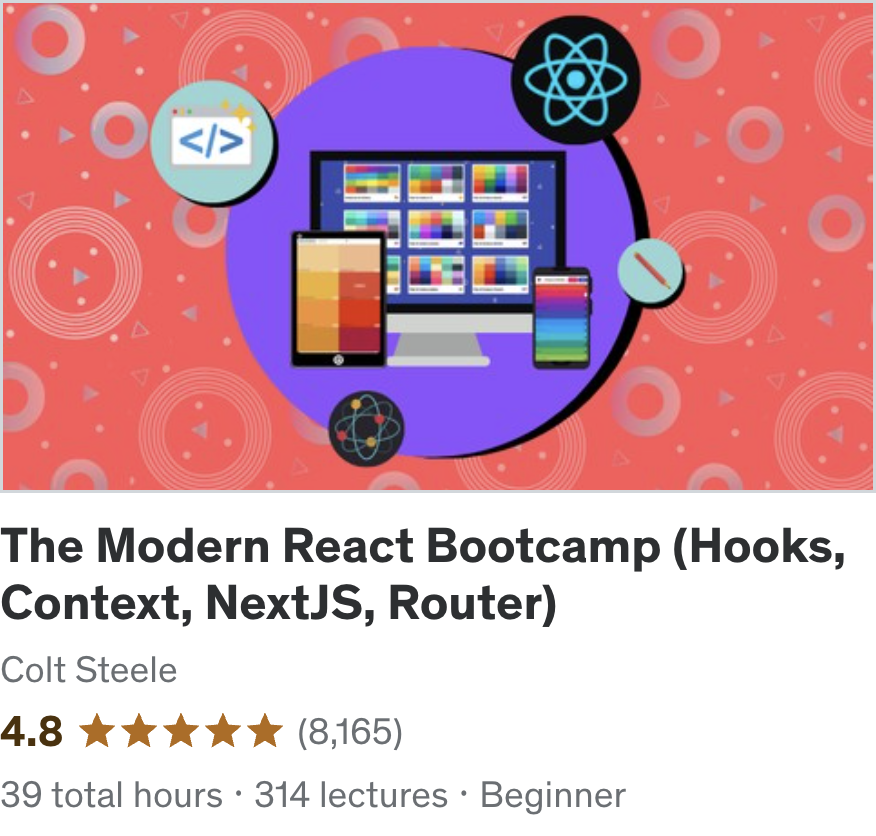 </>
The Modern React Bootcamp (Hooks,
Context, NextJS, Router)
Colt Steele
4.8 (8,165)
39 total hours · 314 lectures · Beginner